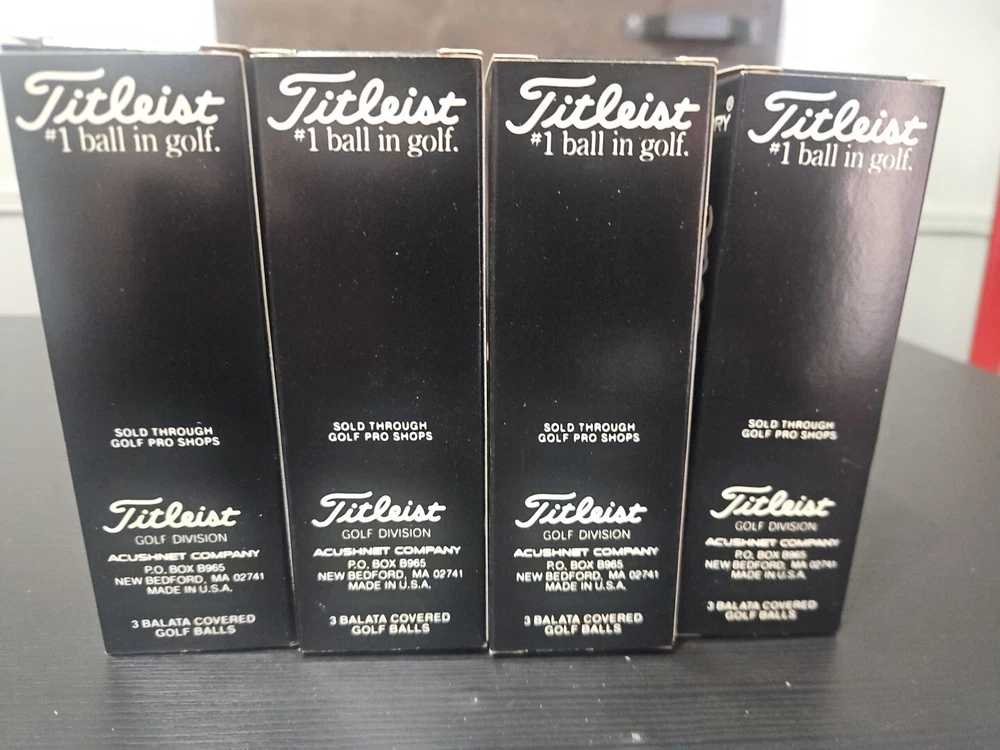 Titleist
#1 ball in golf.
SOLD THROUGH
GOLF PRO SHOPS
Titleist
GOLF DIVISION
ACUSHNET COMPANY
P.O. BOX B965
NEW BEDFORD, MA 02741
MADE IN U.S.A.
3 BALATA COVERED
GOLF BALLS
Titleist
#1 ball in golf.
SOLD THROUGH
GOLF PRO SHOPS
Titleist
GOLF DIVISION
ACUSHNET COMPANY
P.O. BOX B965
NEW BEDFORD, MA 02741
MADE IN U.S.A.
3 BALATA COVERED
GOLF BALLS
Titleist
#1 ball in golf.
SOLD THROUGH
GOLF PRO SHOPS
Titleist
GOLF DIVISION
ACUSHNET COMPANY
P.O. BOX B965
NEW BEDFORD, MA 02741
MADE IN U.S.A.
3 BALATA COVERED
GOLF BALLS
RY
Titleist
#1 ball in golf.
SOLD THROUGH
GOLF PRO SHOPS
Titleist
GOLF DIVISION
ACUSHNET COMPANY
P.O. BOX B965
NEW BEDFORD, MA 02741
MADE IN U.S.A.
3 BALATA COVERED
GOLF BALLS